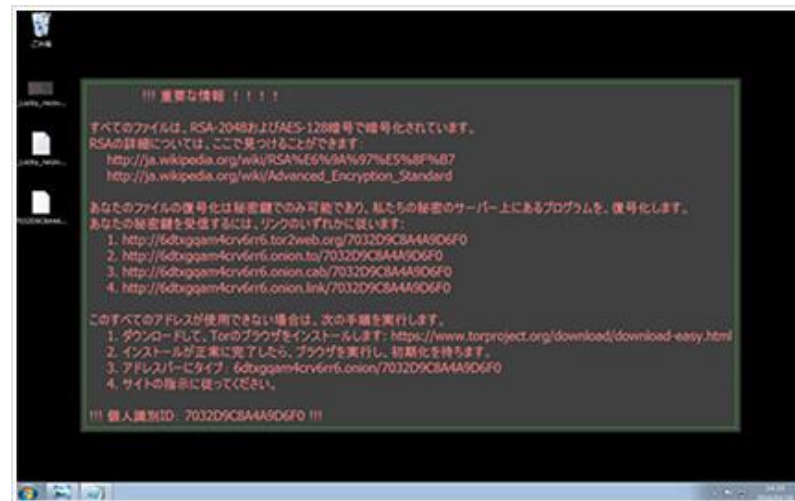 ごみ箱
!!! 重要な情報 ！！！！
すべてのファイルは、RSA-2048およびAES-128暗号で暗号化されています。
RSAの詳細については、ここで見つけることができます:
http://ja.wikipedia.org/wiki/RSA%E6%9A%97%E5%8F%B7
http://ja.wikipedia.org/wiki/Advanced_Encryption_Standard
あなたのファイルの復号化は秘密鍵でのみ可能であり、私たちの秘密のサーバー上にあるプログラムを、復号化します。
あなたの秘密鍵を受信するには、リンクのいずれかに従います:
1. http://6dtxgqam4crv6rr6.tor2web.org/7032D9C8A4A9D6F0
2. http://6dtxgqam4crv6rr6.onion.to/7032D9C8A4A9D6F0
3. http://6dtxgqam4crv6rr6.onion.cab/7032D9C8A4A9D6F0
4. http://6dtxgqam4crv6rr6.onion.link/7032D9C8A4A9D6F0
このすべてのアドレスが使用できない場合は、次の手順を実行します。
1. ダウンロードして、Torのブラウザをインストールします: https://www.torproject.org/download/download-easy.html
2. インストールが正常に完了したら、ブラウザを実行し、初期化を待ちます。
3. アドレスバーにタイプ: 6dtxgqam4crv6rr6.onion/7032D9C8A4A9D6F0
4. サイトの指示に従ってください。
!!! 個人識別ID: 7032D9C8A4A9D6F0 !!!